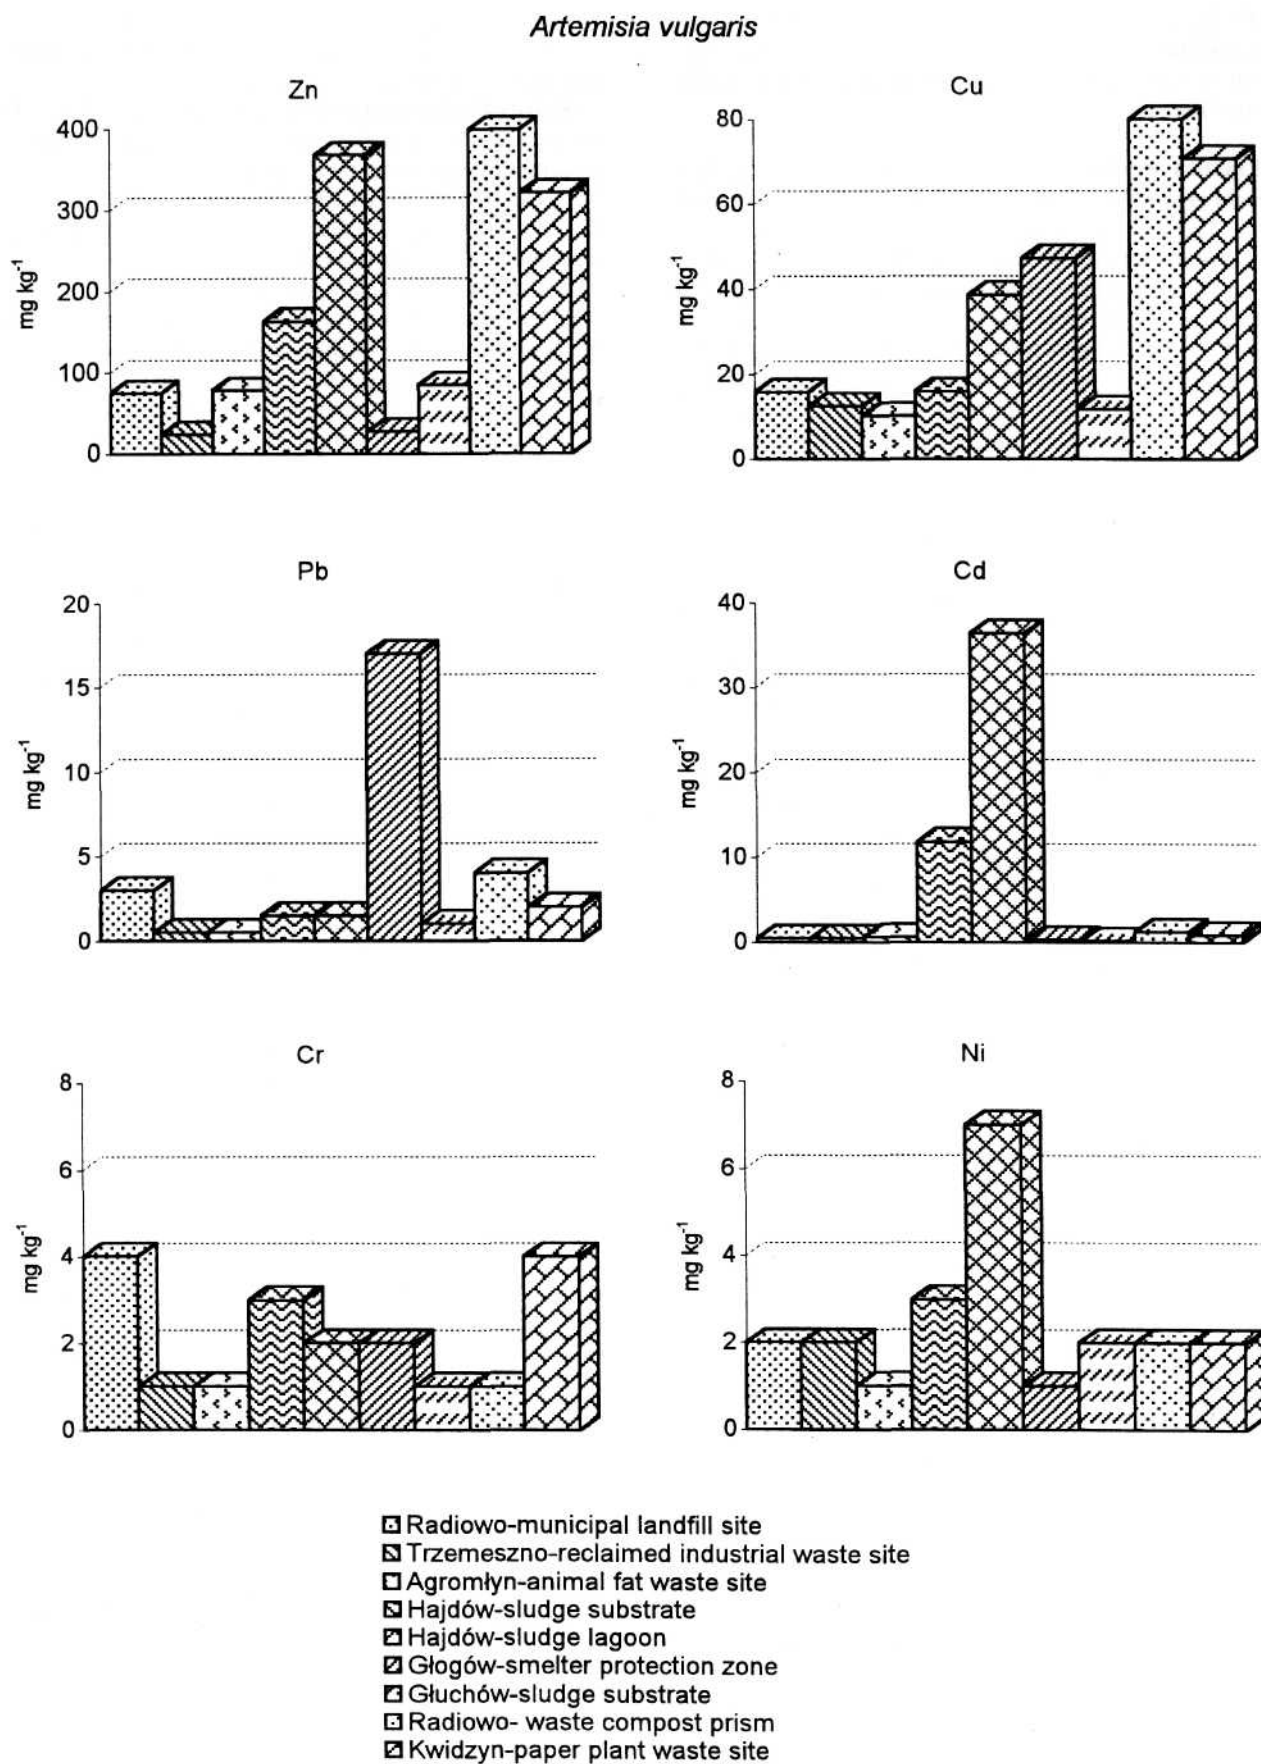 Artemisia vulgaris
Zn
400
300
200
100
0
mg kg-1
Cu
80
60
40
20
0
mg kg-1
Pb
20
15
10
5
0
mg kg-1
Cd
40
30
20
10
0
mg kg-1
Cr
8
6
4
2
0
mg kg-1
Ni
8
6
4
2
0
mg kg-1
Radiowo-municipal landfill site
Trzemeszno-reclaimed industrial waste site
Agromłyn-animal fat waste site
Hajdów-sludge substrate
Hajdów-sludge lagoon
Głogów-smelter protection zone
Głuchów-sludge substrate
Radiowo- waste compost prism
Kwidzyn-paper plant waste site